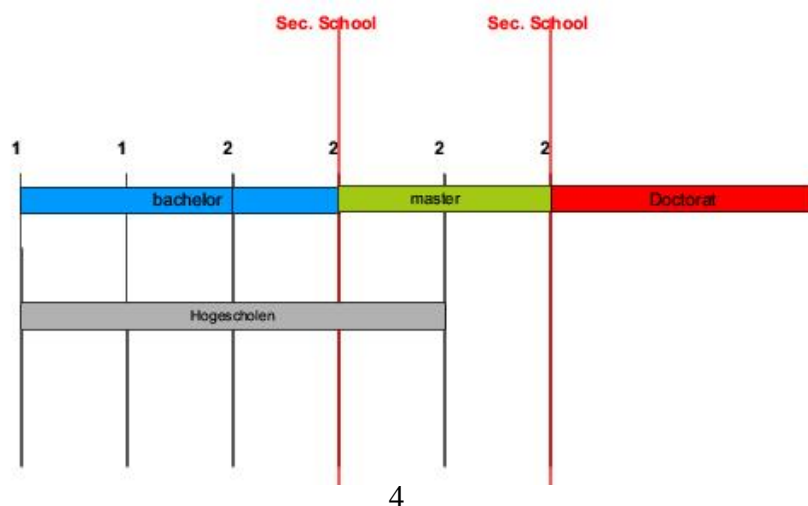 Sec. School Sec. School
1 1 2 2 2 2
bachelor master Doctorat
Hogescholen
4